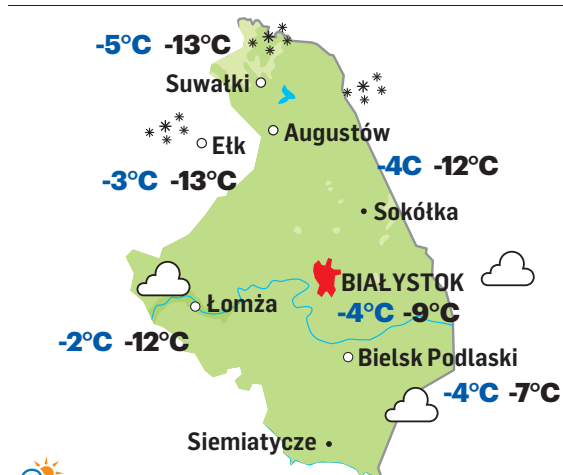 -5°C -13°C
Suwałki
Augustów
Ełk
-3°C -13°C
-4C -12°C
Sokółka
BIAŁYSTOK
-4°C -9°C
Łomża
-2°C -12°C
Bielsk Podlaski
-4°C -7°C
Siemiatycze